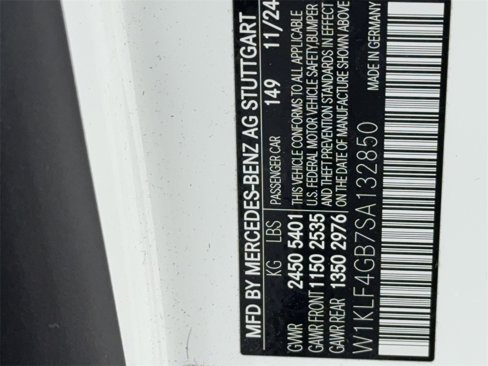 MFD BY MERCEDES-BENZ AG STUTTGART
KG LBS PASSENGER CAR 149 11/24
GVWR 2450 5401 THIS VEHICLE CONFORMS TO ALL APPLICABLE
GAWR FRONT 1150 2535 U.S. FEDERAL MOTOR VEHICLE SAFETY, BUMPER
GAWR REAR 1350 2976 AND THEFT PREVENTION STANDARDS IN EFFECT
ON THE DATE OF MANUFACTURE SHOWN ABOVE
W1KLF4GB7SA132850 MADE IN GERMANY